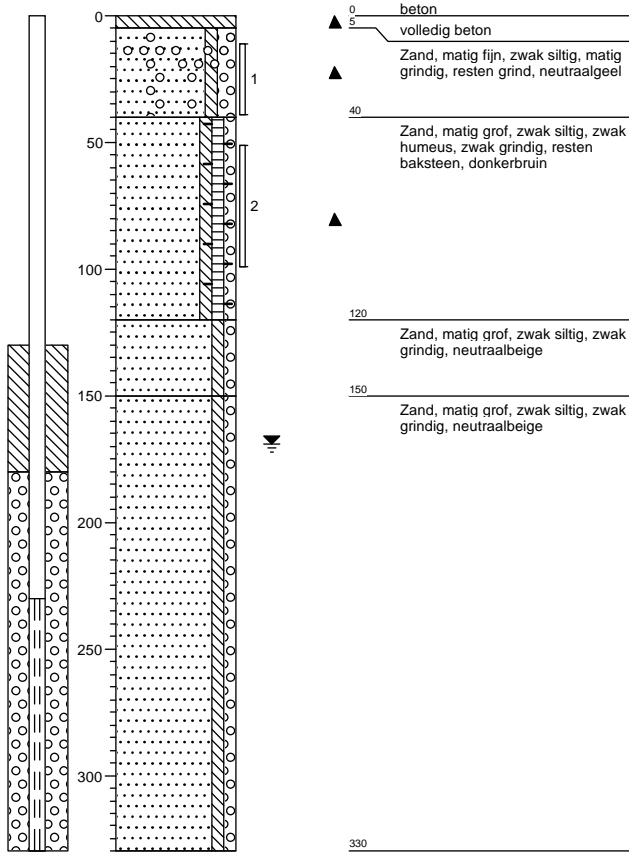 0
50
100
150
200
250
300
1
2
0
beton
5
volledig beton
Zand, matig fijn, zwak siltig, matig
grindig, resten grind, neutraalgeel
40
Zand, matig grof, zwak siltig, zwak
humeus, zwak grindig, resten
baksteen, donkerbruin
120
Zand, matig grof, zwak siltig, zwak
grindig, neutraalbeige
150
Zand, matig grof, zwak siltig, zwak
grindig, neutraalbeige
330